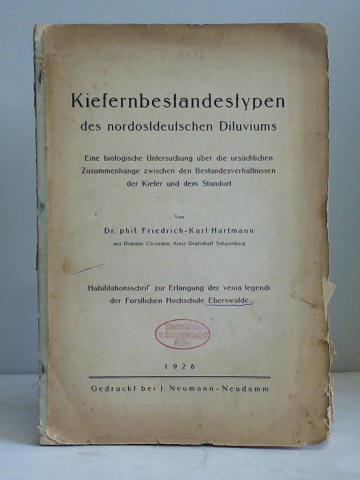 Kiefernbestandestypen
des nordostdeutschen Diluviums
Eine biologische Untersuchung über die ursächlichen
Zusammenhänge zwischen den Bestandesverhältnissen
der Kiefer und dem Standort
Von
Dr. phil. Friedrich-Karl Hartmann
aus Domäne Coverden, Kreis Grafschaft Schaumburg
Habilitationsschrift zur Erlangung der venia legendi
der Forstlichen Hochschule Eberswalde
Universitäts-
Köln
1928
Gedruckt bei J. Neumann-Neudamm